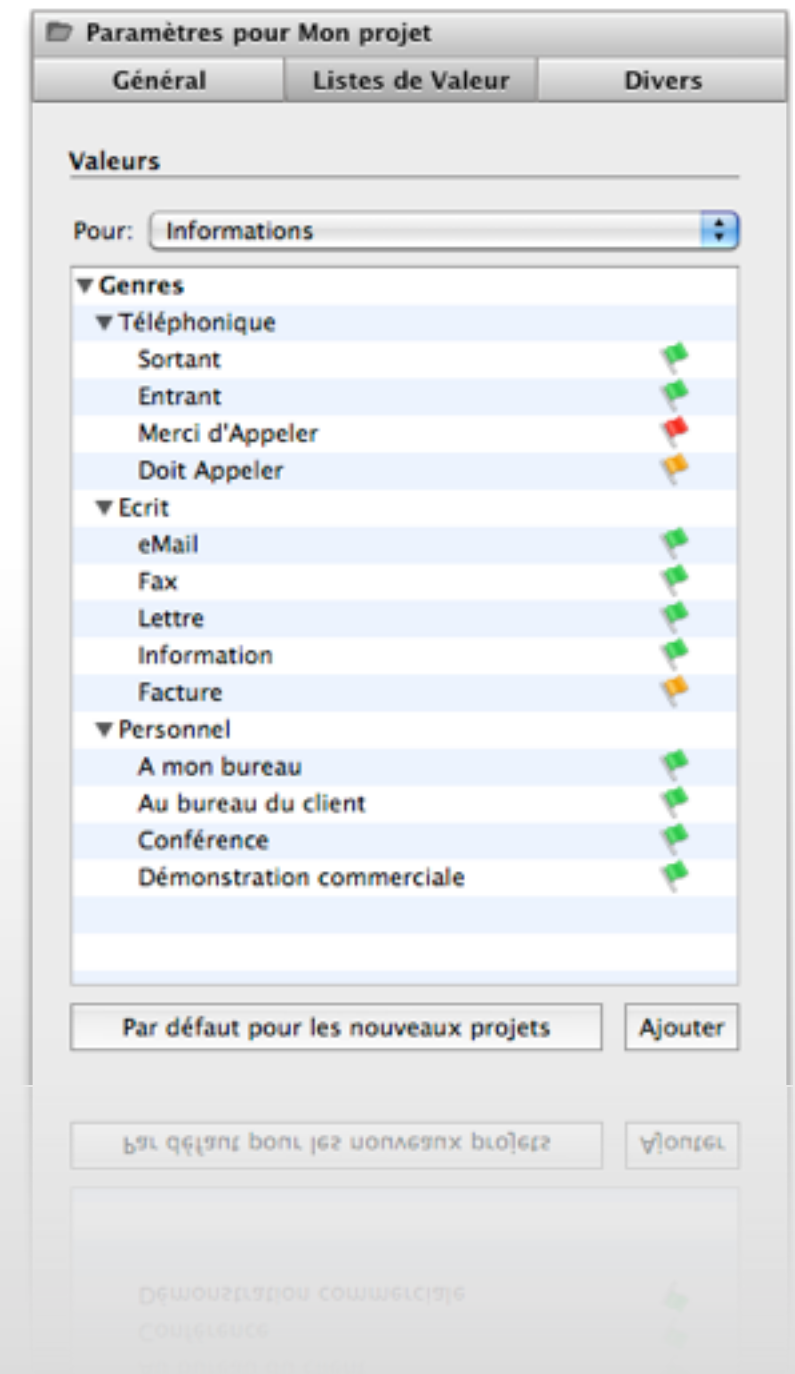 Paramètres pour Mon projet
Général Listes de Valeur Divers
Valeurs
Pour: Informations
Genres
Téléphonique
Sortant
Entrant
Merci d'Appeler
Doit Appeler
Ecrit
eMail
Fax
Lettre
Information
Facture
Personnel
A mon bureau
Au bureau du client
Conférence
Démonstration commerciale
Par défaut pour les nouveaux projets Ajouter
Par défaut pour les nouveaux projets Ajouter
Démonstration commerciale
Conférence